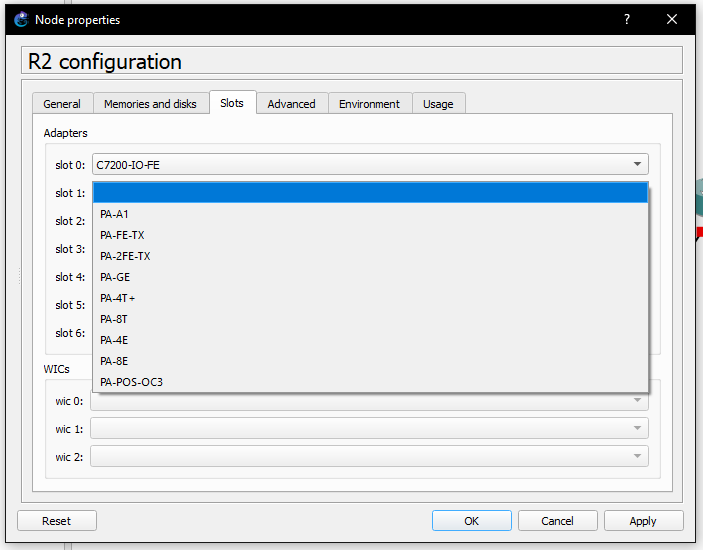 Node properties
?
R2 configuration
General Memories and disks Slots Advanced Environment Usage
Adapters
slot 0: C7200-IO-FE
slot 1:
PA-A1
slot 2:
PA-FE-TX
slot 3:
PA-2FE-TX
slot 4:
PA-GE
PA-4T+
slot 5:
PA-8T
slot 6:
PA-4E
PA-8E
WICs
PA-POS-OC3
wic 0:
wic 1:
wic 2:
Reset OK Cancel Apply